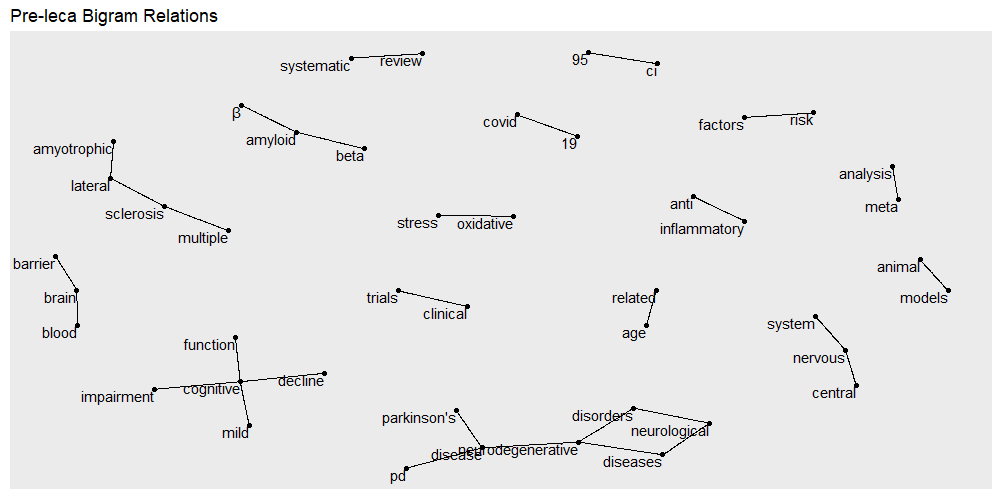 Pre-leca Bigram Relations
systematic
review
95
ci
β
amyloid
beta
covid
19
factors
risk
amyotrophic
lateral
sclerosis
multiple
analysis
meta
stress
oxidative
anti
inflammatory
barrier
brain
blood
animal
models
trials
clinical
related
age
system
nervous
central
function
impairment
cognitive
decline
mild
parkinson's
disease
pd
neurodegenerative
disorders
neurological
diseases